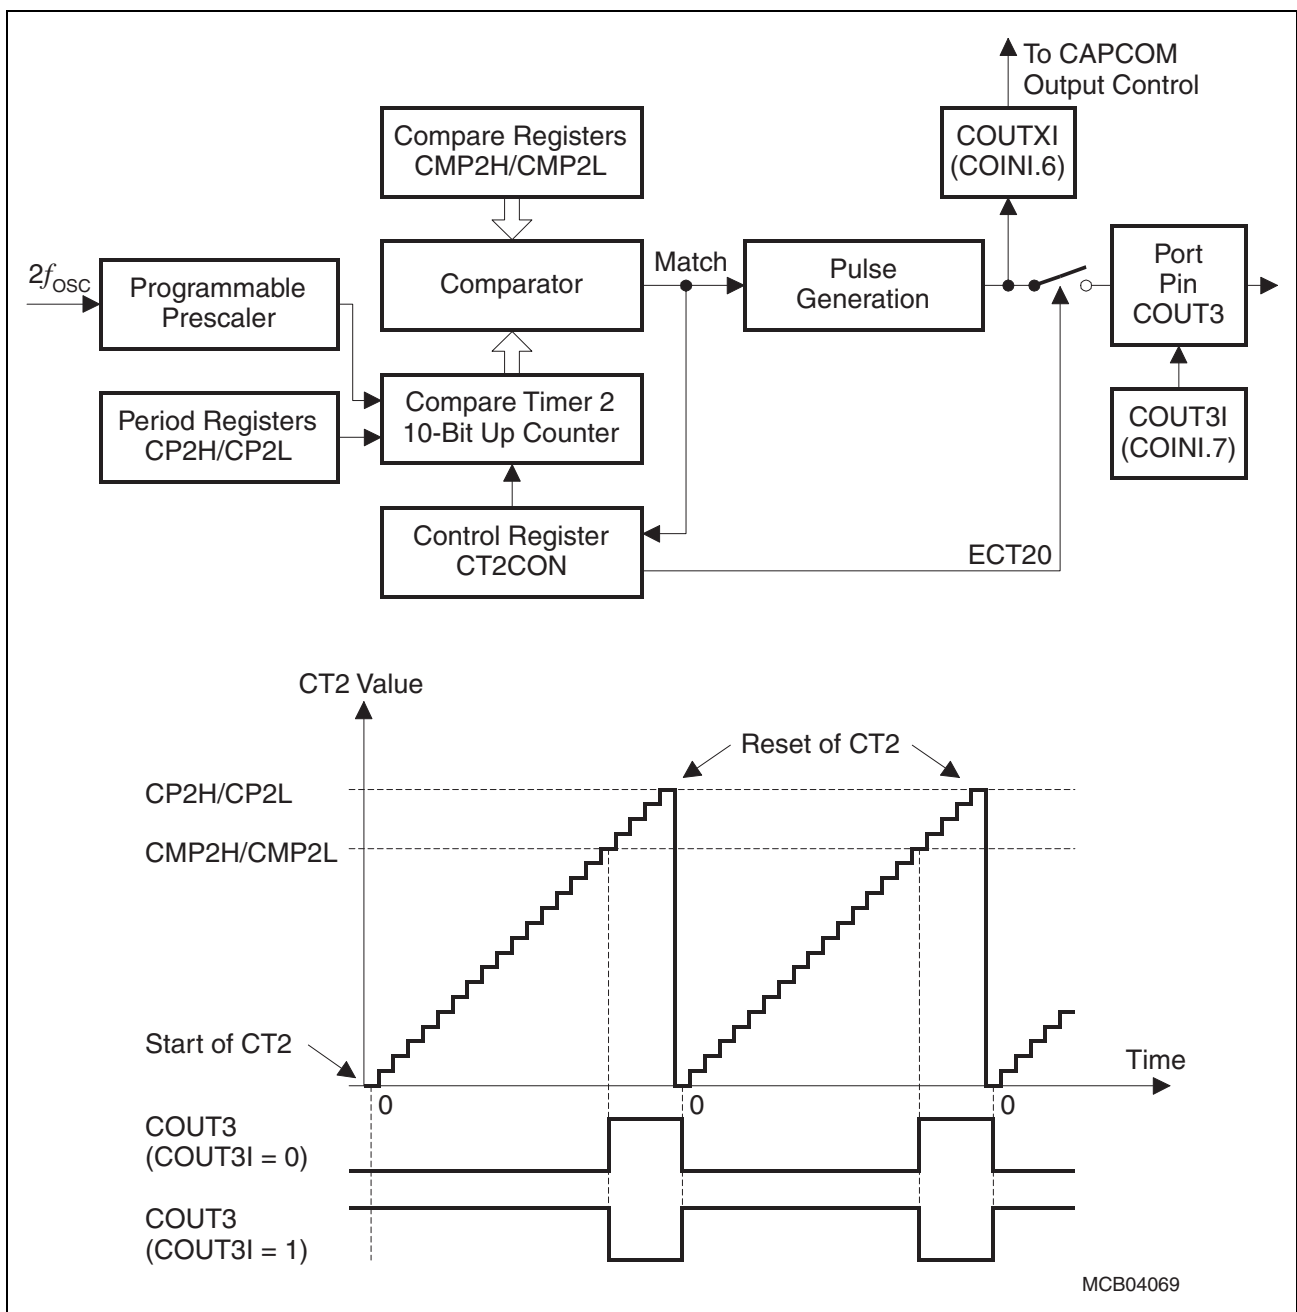 To CAPCOM
Output Control
Compare Registers
CMP2H/CMP2L
COUTXI
(COINI.6)
2fOSC
Programmable
Prescaler
Comparator
Match
Pulse
Generation
Port
Pin
COUT3
Period Registers
CP2H/CP2L
Compare Timer 2
10-Bit Up Counter
COUT3I
(COINI.7)
Control Register
CT2CON
ECT20
CT2 Value
Reset of CT2
CP2H/CP2L
CMP2H/CMP2L
Start of CT2
Time
0
0
0
COUT3
(COUT3I = 0)
COUT3
(COUT3I = 1)
MCB04069